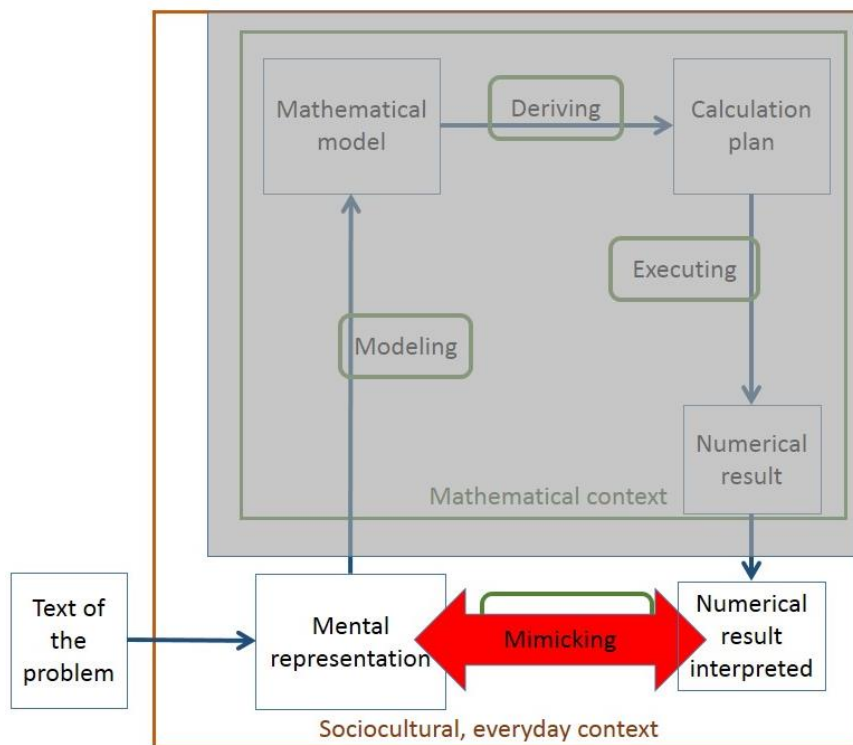 Mathematical
model
Deriving
Calculation
plan
Executing
Modeling
Numerical
result
Mathematical context
Text of
the
problem
Mental
representation
Mimicking
Numerical
result
interpreted
Sociocultural, everyday context